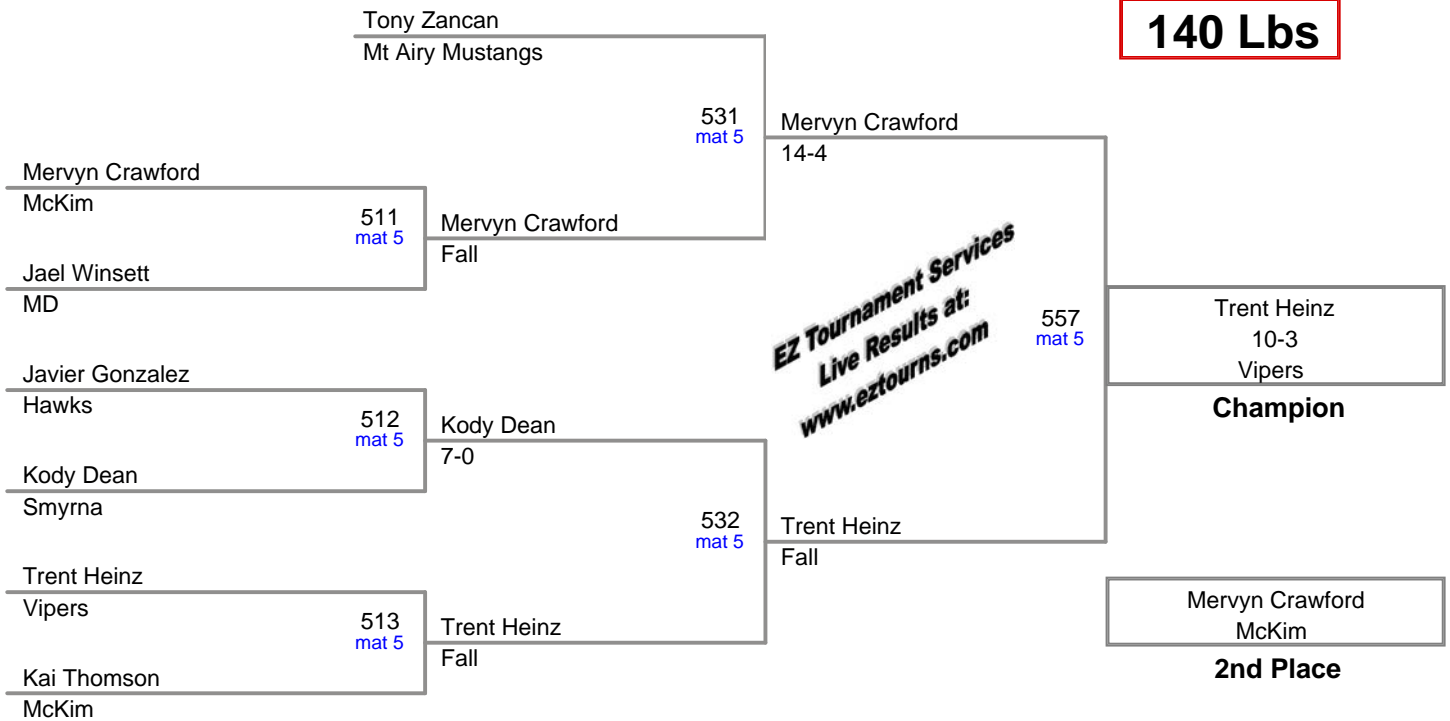 Tony Zancan
Mt Airy Mustangs
140 Lbs
531
mat 5
Mervyn Crawford
14-4
Mervyn Crawford
McKim
511
mat 5
Mervyn Crawford
Fall
Jael Winsett
MD
EZ Tournament Services
Live Results at:
www.eztourns.com
557
mat 5
Trent Heinz
10-3
Vipers
Champion
Javier Gonzalez
Hawks
512
mat 5
Kody Dean
7-0
Kody Dean
Smyrna
532
mat 5
Trent Heinz
Fall
Trent Heinz
Vipers
513
mat 5
Trent Heinz
Fall
Kai Thomson
McKim
Mervyn Crawford
McKim
2nd Place